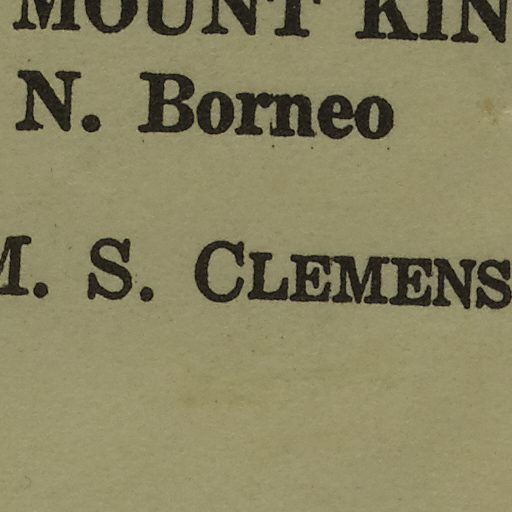 MOUNT KIN
N. Borneo
M. S. CLEMENS